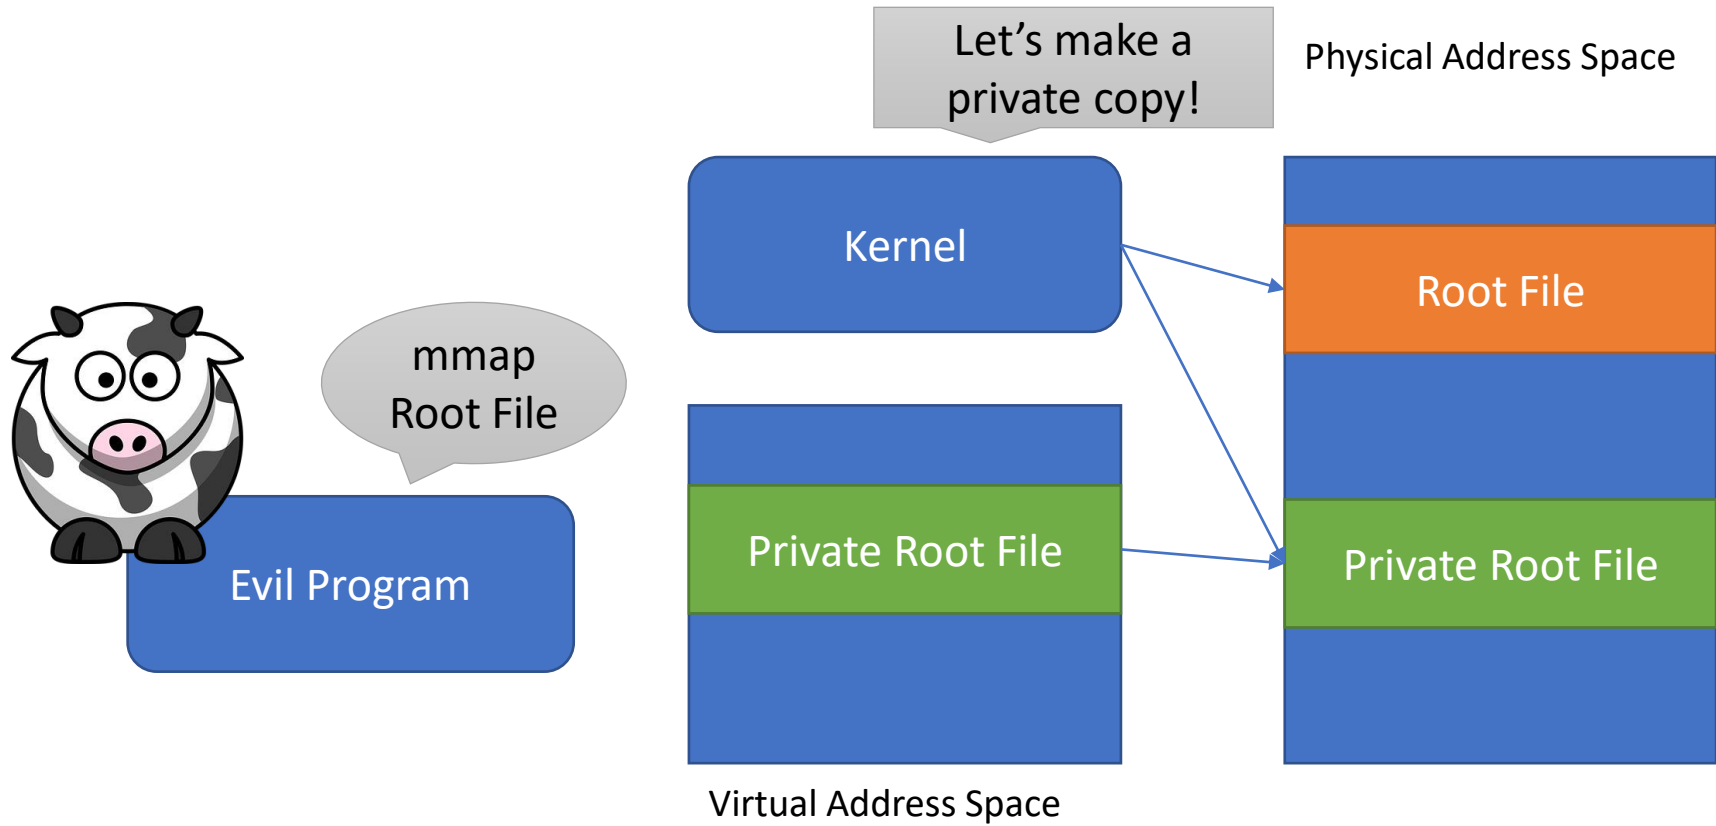 Let’s make a
private copy!
Physical Address Space
Kernel
Root File
mmap
Root File
Private Root File
Private Root File
Evil Program
Virtual Address Space